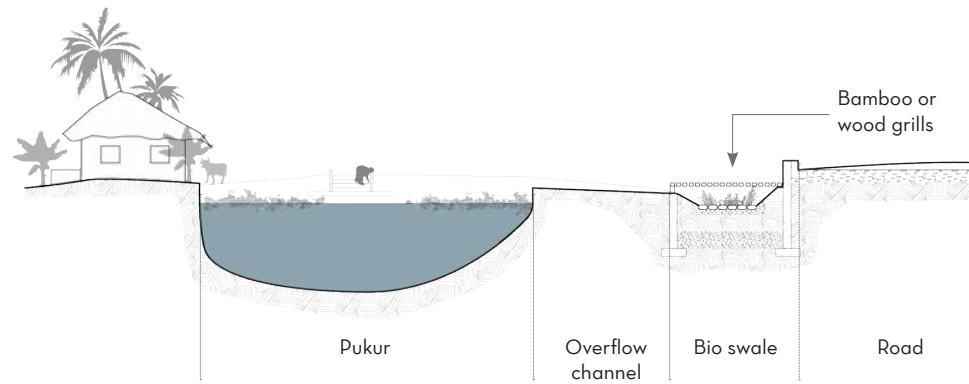 Bamboo or
wood grills
Pukur
Overflow
channel
Bio swale
Road